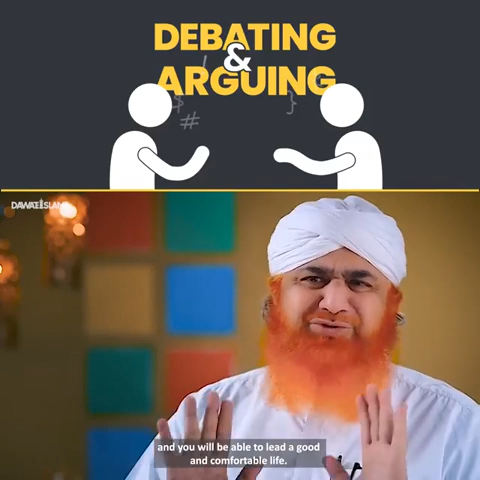 DEBATING
&
ARGUING
$
#
}
DAWATEISLAMI
and you will be able to lead a good
and comfortable life.